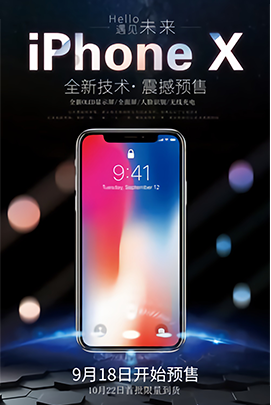 Hello
遇见未来
iPhone X
全新技术·震撼预售
全新OLED显示屏/全面屏/人脸识别/无线充电
9:41
Tuesday, September 12
9月18日开始预售
10月22日首批限量到货